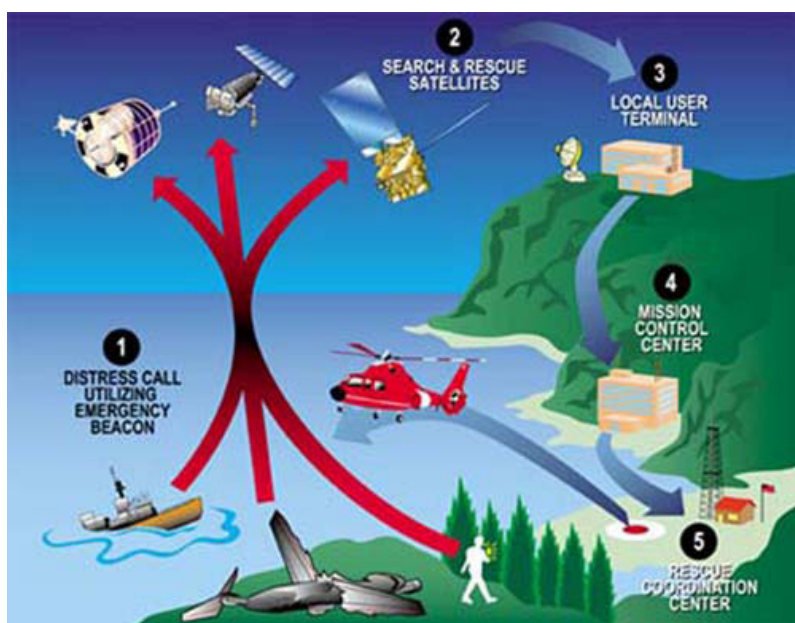 1
DISTRESS CALL
UTILIZING
EMERGENCY
BEACON
2
SEARCH & RESCUE
SATELLITES
3
LOCAL USER
TERMINAL
4
MISSION
CONTROL
CENTER
5
RESCUE
COORDINATION
CENTER